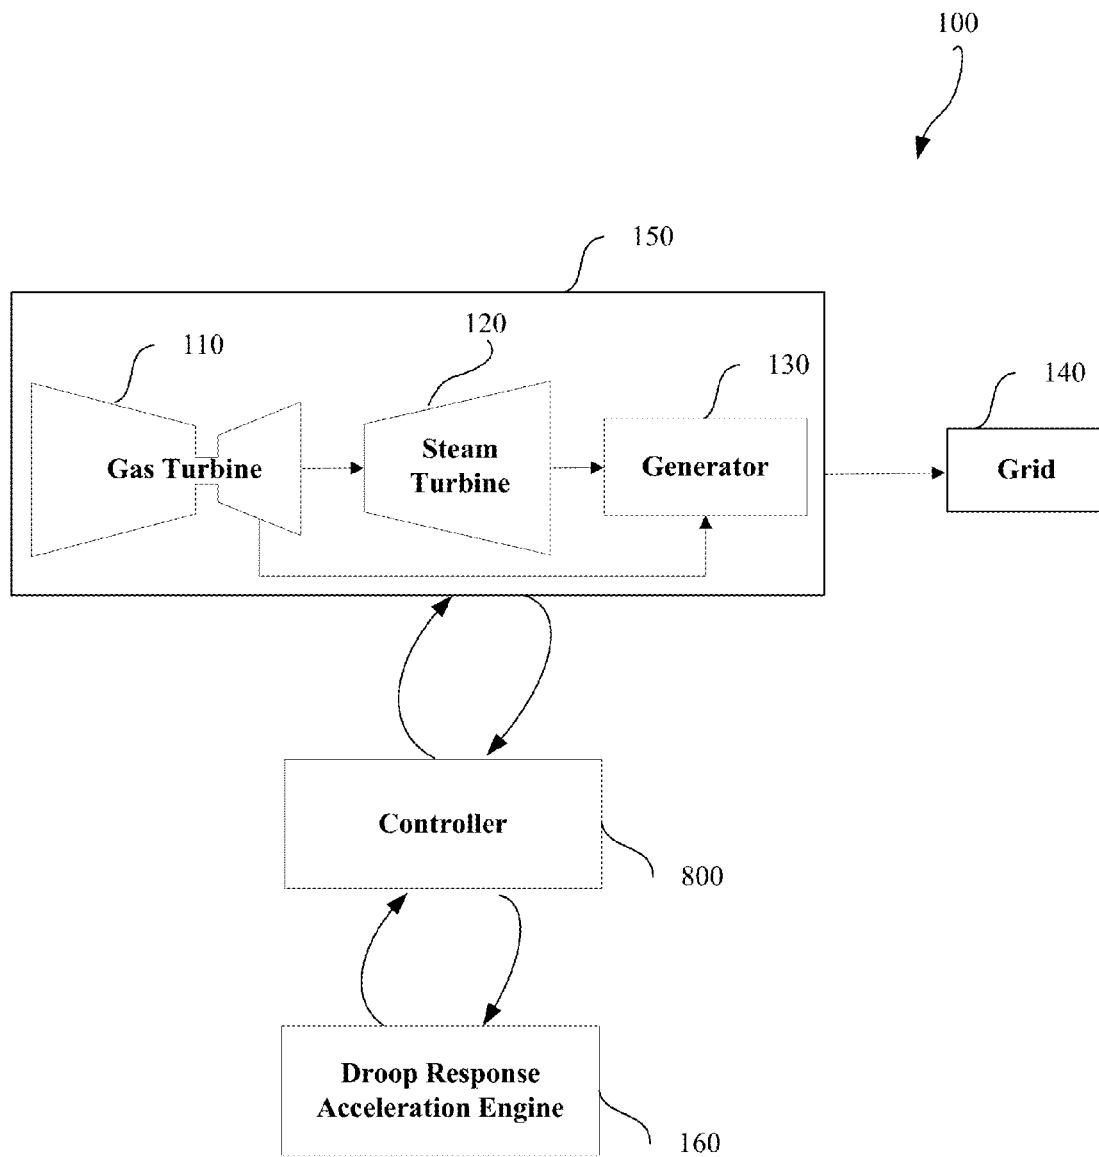 100
150
110
120
130
140
Gas Turbine
Steam
Turbine
Generator
Grid
Controller
800
Droop Response
Acceleration Engine
160